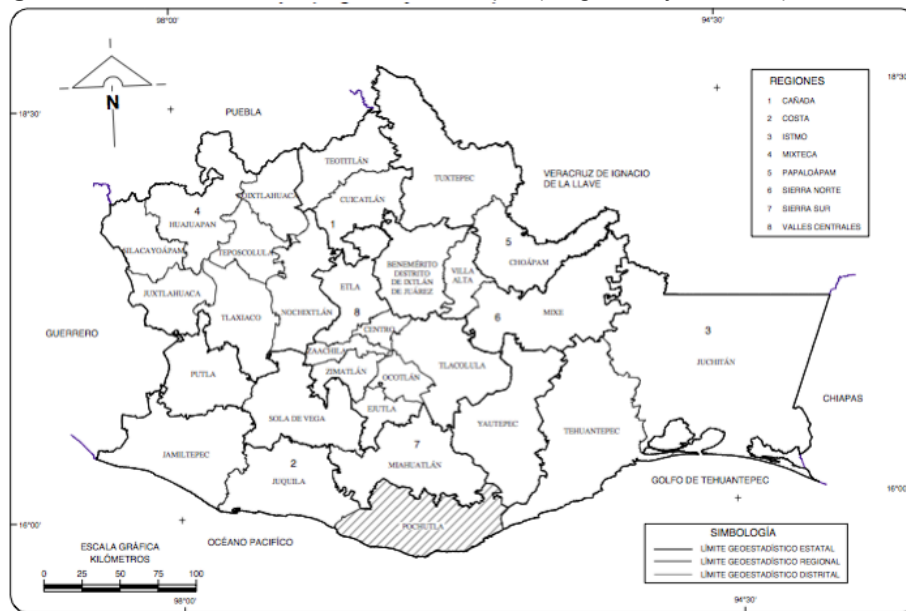 98°00'
94°30'
18°30'
18°30'
N
PUEBLA
VERACRUZ DE IGNACIO
DE LA LLAVE
GUERRERO
CHIAPAS
REGIONES
1 CAÑADA
2 COSTA
3 ISTMO
4 MIXTECA
5 PAPALOÁPAM
6 SIERRA NORTE
7 SIERRA SUR
8 VALLES CENTRALES
TEOTITLÁN
TUXTEPEC
CUICATLÁN
1
4
HUAJUAPAN
SILACAYOÁPAM
TEPOSCOLULA
JUXTLAHUACA
TLAXIACO
NOCHIXTLÁN
ETLA
8
CENTRO
ZAACHILA
ZIMATLÁN
OCOTLÁN
EJUTLA
BENEMÉRITO
DISTRITO
DE IXTLÁN
DE JUÁREZ
VILLA
ALTA
5
CHOÁPAM
6
MIXE
3
JUCHITÁN
TLACOLULA
PUTLA
SOLA DE VEGA
YAUTEPEC
TEHUANTEPEC
JAMILTEPEC
2
JUQUILA
7
MIAHUATLÁN
POCHUTLA
GOLFO DE TEHUANTEPEC
OCÉANO PACIFÍCO
16°00'
16°00'
ESCALA GRÁFICA
KILÓMETROS
0 25 50 75 100
SIMBOLOGÍA
LÍMITE GEOESTADÍSTICO ESTATAL
LÍMITE GEOESTADÍSTICO REGIONAL
LÍMITE GEOESTADÍSTICO DISTRITAL
98°00'
94°30'